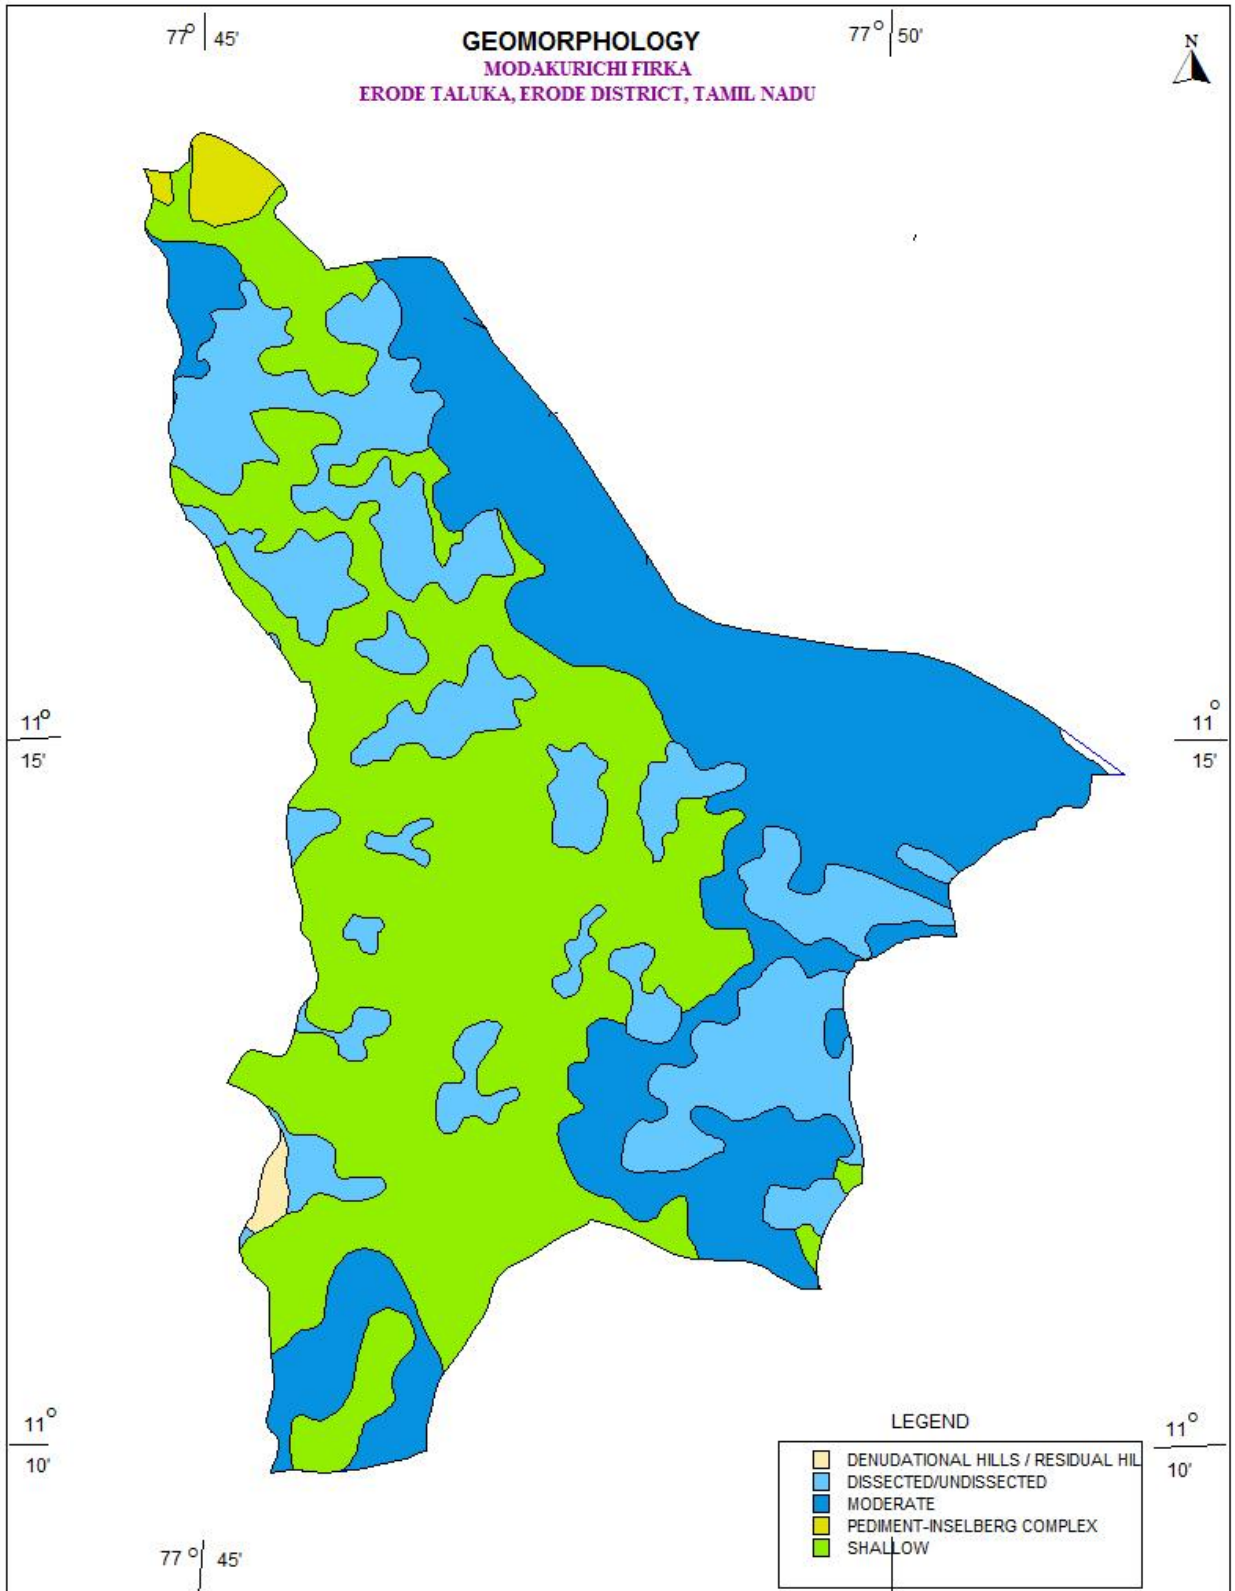 77° 45'
GEOMORPHOLOGY
77° 50'
MODAKURICHI FIRKA
N
ERODE TALUKA, ERODE DISTRICT, TAMIL NADU
11°
15'
11°
15'
11°
10'
LEGEND
11°
10'
DENUDATIONAL HILLS / RESIDUAL HIL
DISSECTED/UNDISSECTED
MODERATE
PEDIMENT-INSELBERG COMPLEX
SHALLOW
77° 45'